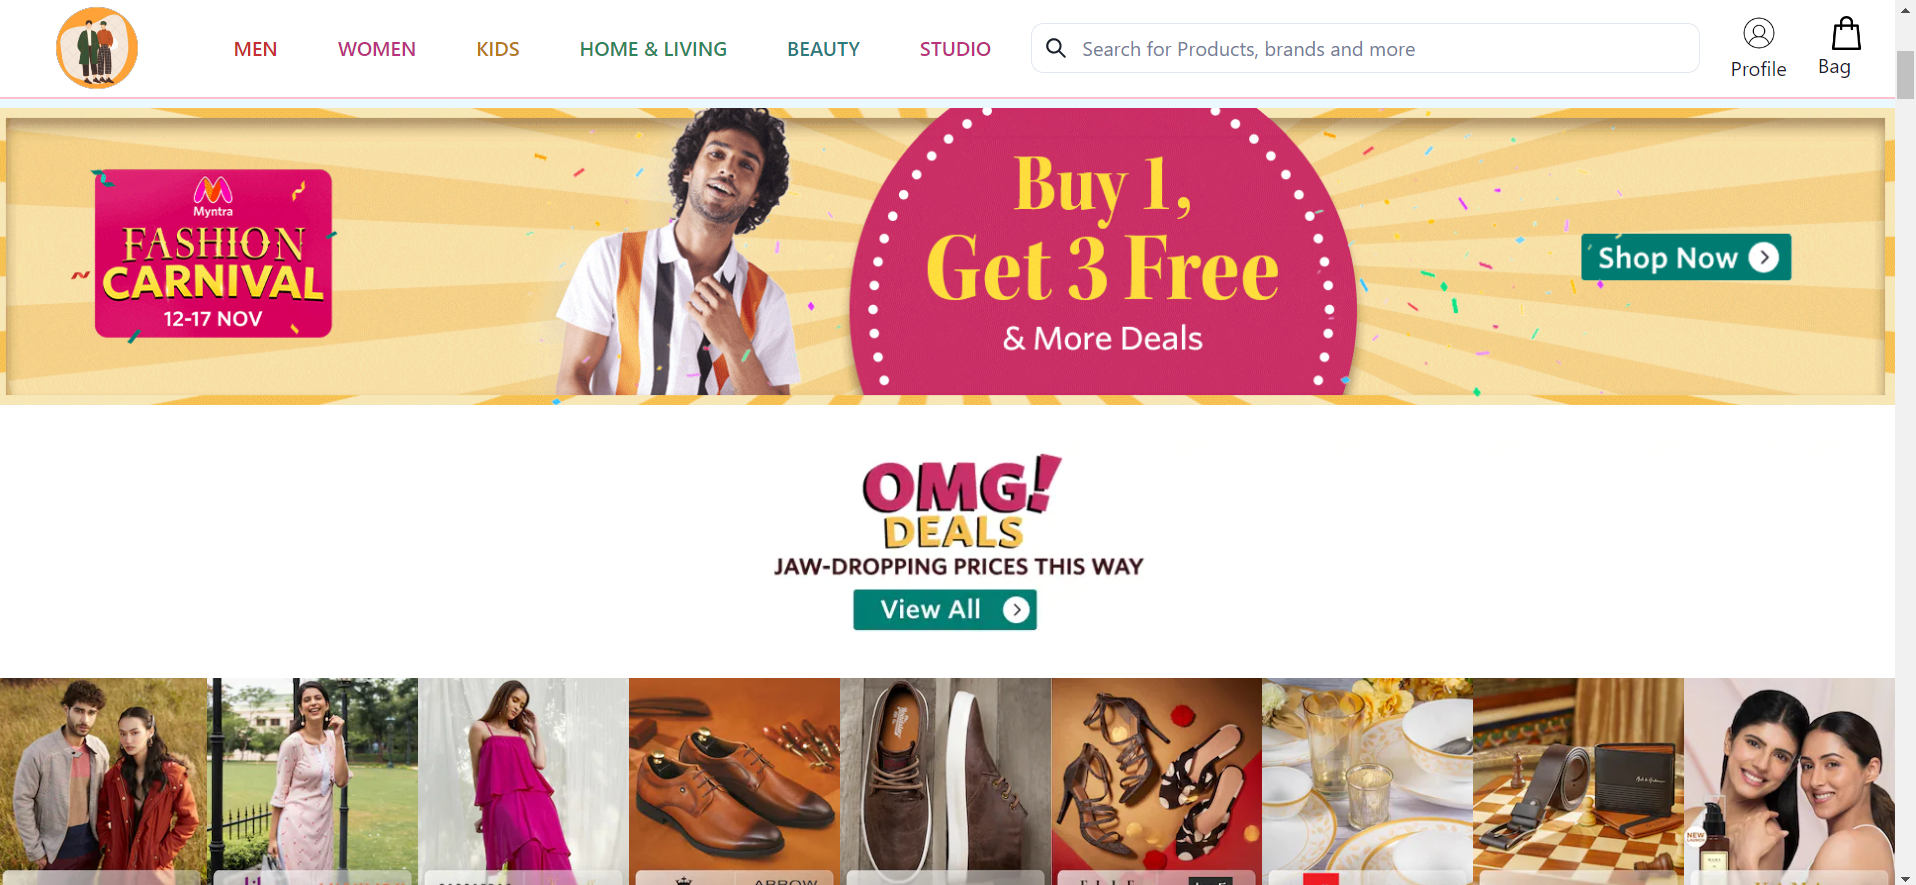 MEN WOMEN KIDS HOME & LIVING BEAUTY STUDIO Search for Products, brands and more
Profile Bag
Myntra
FASHION
CARNIVAL
12-17 NOV
Buy 1,
Get 3 Free
& More Deals
Shop Now
OMG!
DEALS
JAW-DROPPING PRICES THIS WAY
View All
NEW
LAUNCH
ARROW